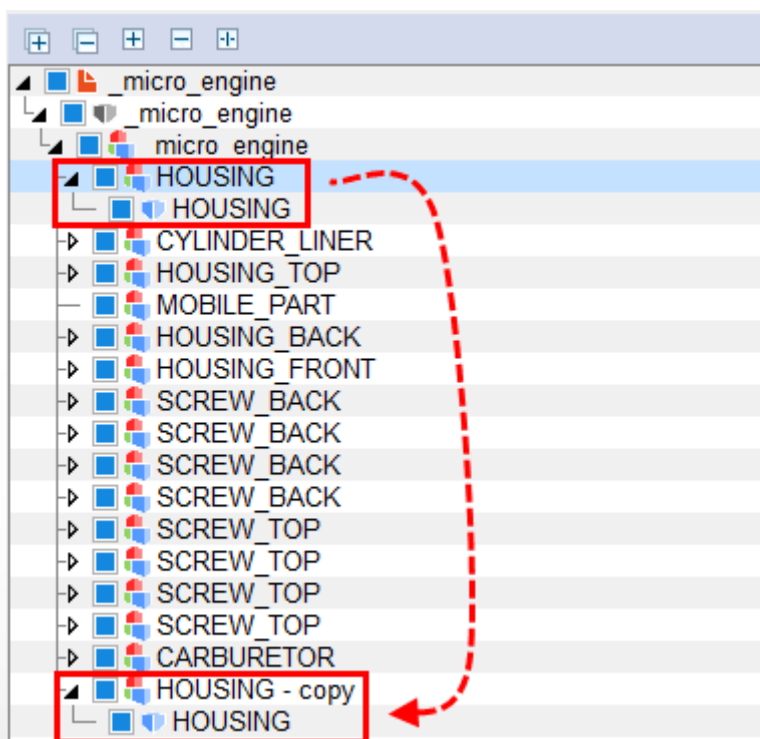 _micro_engine
_micro_engine
_micro_engine
HOUSING
HOUSING
CYLINDER_LINER
HOUSING_TOP
MOBILE_PART
HOUSING_BACK
HOUSING_FRONT
SCREW_BACK
SCREW_BACK
SCREW_BACK
SCREW_BACK
SCREW_TOP
SCREW_TOP
SCREW_TOP
SCREW_TOP
CARBURETOR
HOUSING - copy
HOUSING